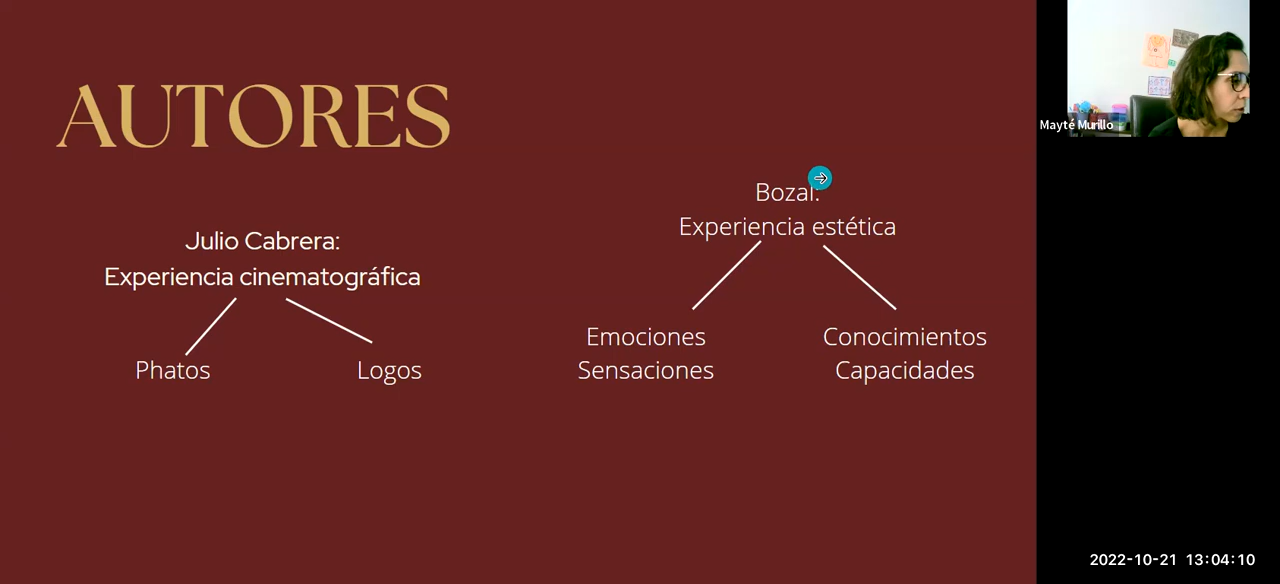 AUTORES
Julio Cabrera:
Experiencia cinematográfica
Phatos
Logos
Bozal:
Experiencia estética
Emociones
Sensaciones
Conocimientos
Capacidades
Mayté Murillo
2022-10-21 13:04:10